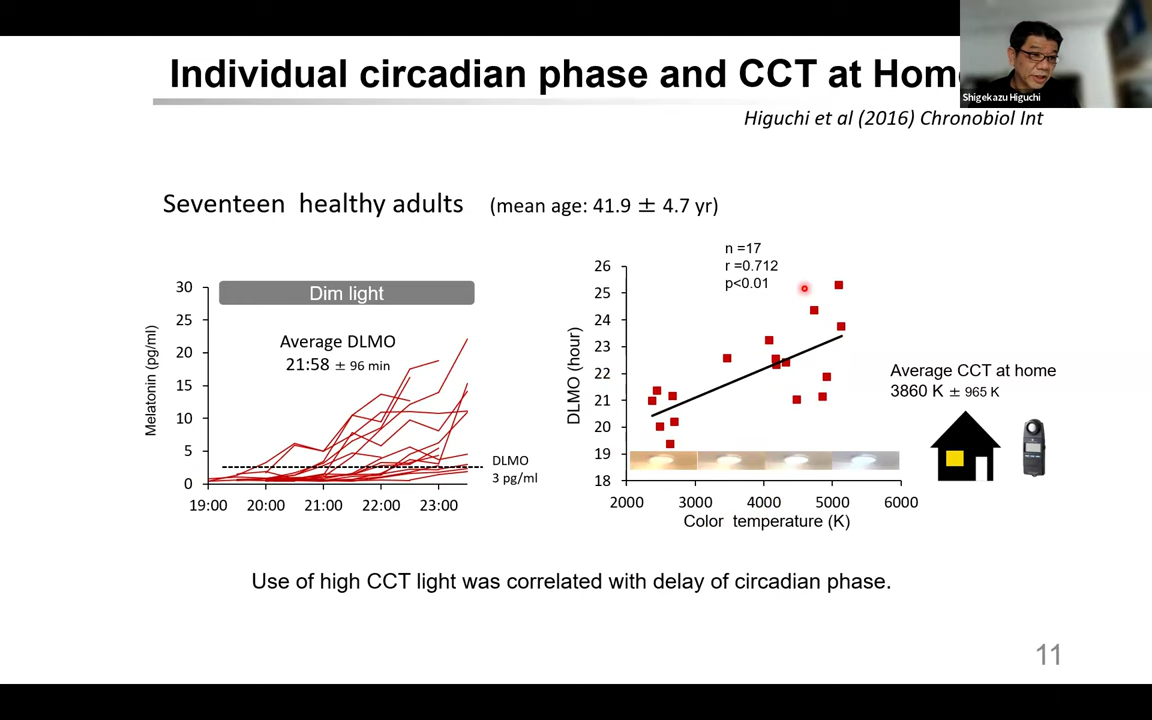 Individual circadian phase and CCT at Home
Shigekazu Higuchi
Higuchi et al (2016) Chronobiol Int
Seventeen healthy adults (mean age: 41.9 ± 4.7 yr)
Melatonin (pg/ml)
30
25
20
15
10
5
0
Dim light
Average DLMO
21:58 ± 96 min
DLMO
3 pg/ml
19:00 20:00 21:00 22:00 23:00
n =17
r =0.712
p<0.01
DLMO (hour)
26
25
24
23
22
21
20
19
18
2000 3000 4000 5000 6000
Color temperature (K)
Average CCT at home
3860 K ± 965 K
Use of high CCT light was correlated with delay of circadian phase.
11